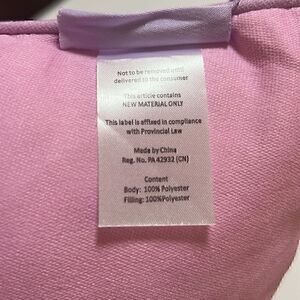 Not to be removed until
delivered to the consumer
This article contains
NEW MATERIAL ONLY
This label is affixed in compliance
with Provincial Law
Made by China
Reg. No. PA 42932 (CN)
Content
Body: 100% Polyester
Filling: 100%Polyester